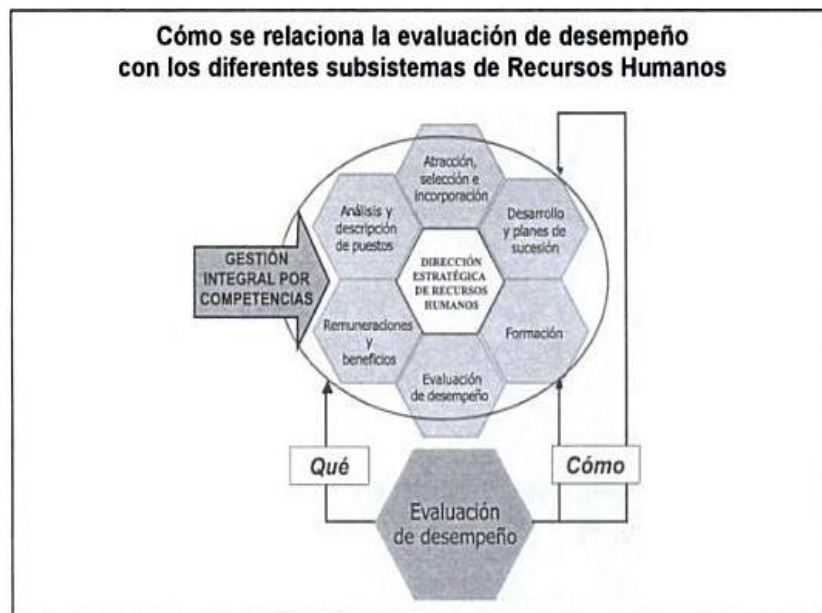 Cómo se relaciona la evaluación de desempeño
con los diferentes subsistemas de Recursos Humanos
Atracción,
selección e
incorporación
Análisis y
descripción
de puestos
Desarrollo
y planes de
sucesión
GESTIÓN
INTEGRAL POR
COMPETENCIAS
DIRECCIÓN
ESTRATÉGICA
DE RECURSOS
HUMANOS
Remuneraciones
y
beneficios
Formación
Evaluación
de desempeño
Qué
Cómo
Evaluación
de desempeño